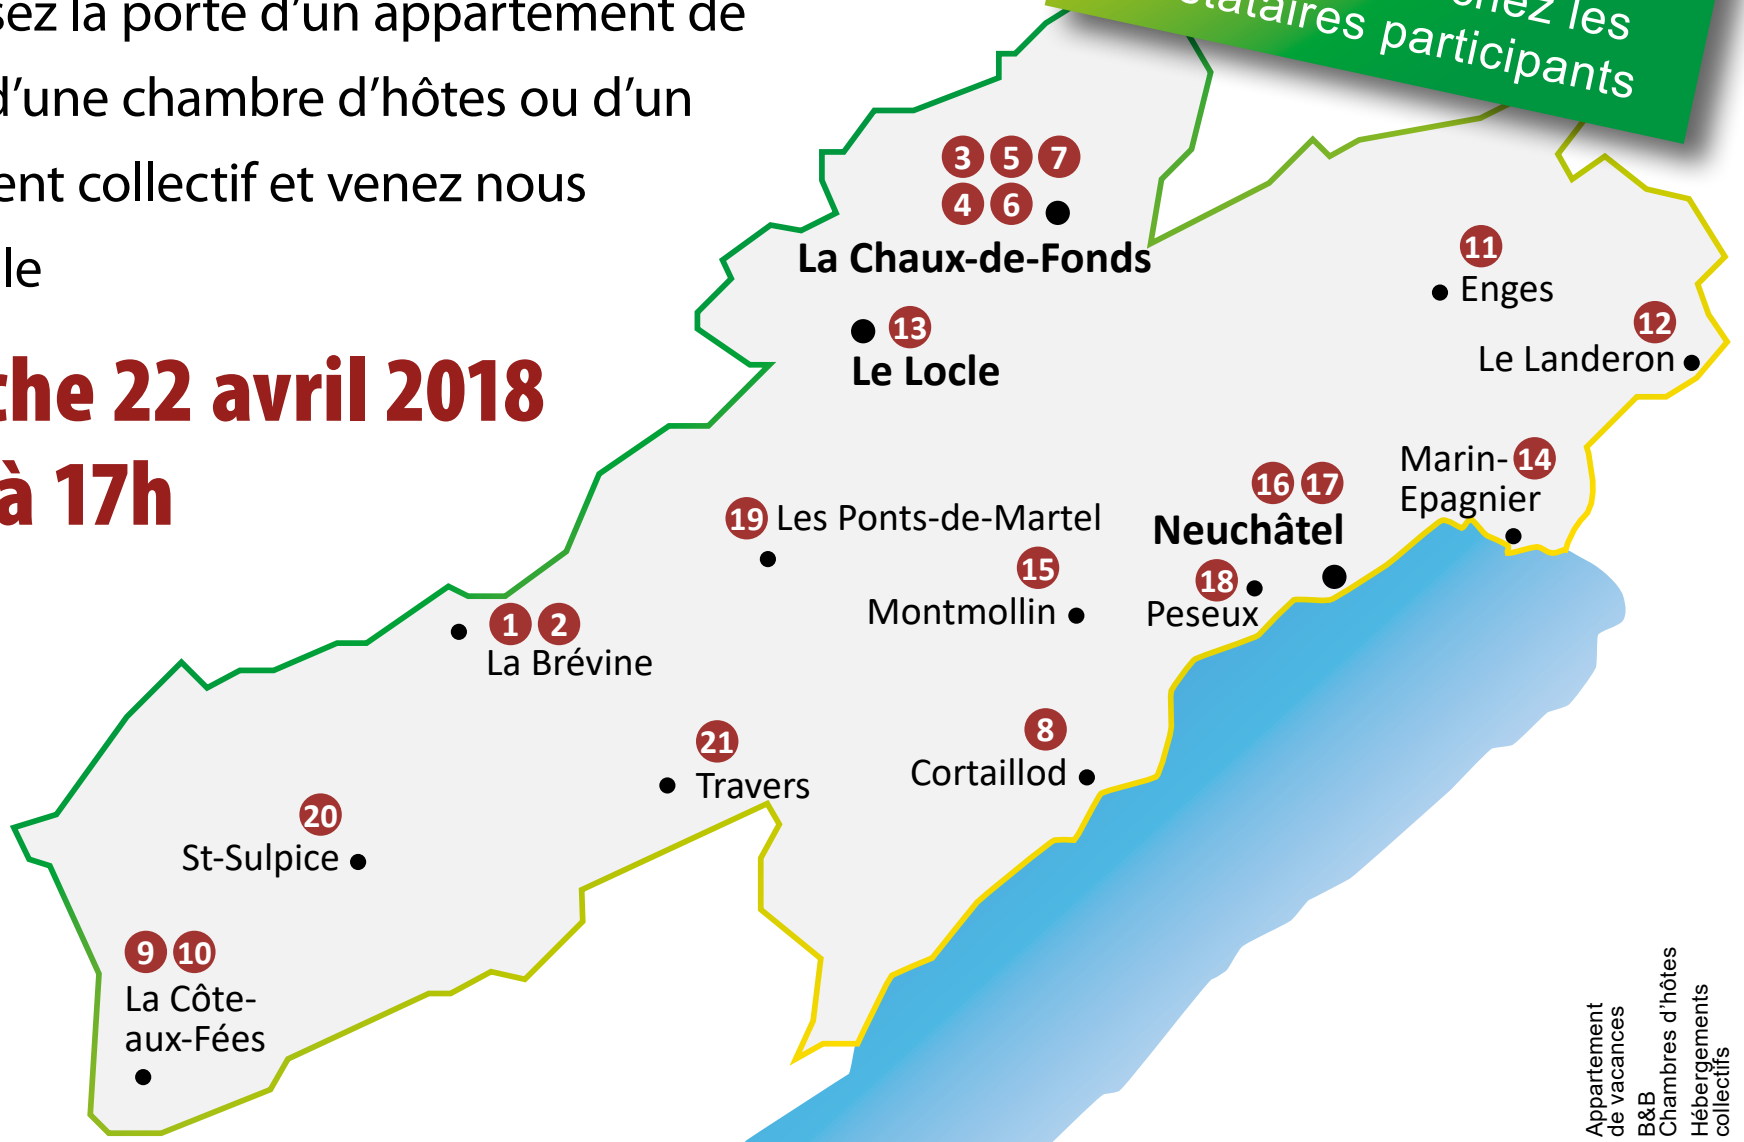 la porte d'un appartement de
d'une chambre d'hôtes ou d'un
collectif et venez nous
le
22 avril 2018
à 17h
les
participants
3 5 7
4 6
La Chaux-de-Fonds
13
Le Locle
11
Enges
12
Le Landeron
Marin- 14
Epagnier
16 17
Neuchâtel
18
Peseux
19 Les Ponts-de-Martel
15
Montmollin
1 2
La Brévine
21
Travers
8
Cortaillod
20
St-Sulpice
9 10
La Côte-
aux-Fées
Appartement
de vacances
B&B
Chambres d'hôtes
Hébergements
collectifs